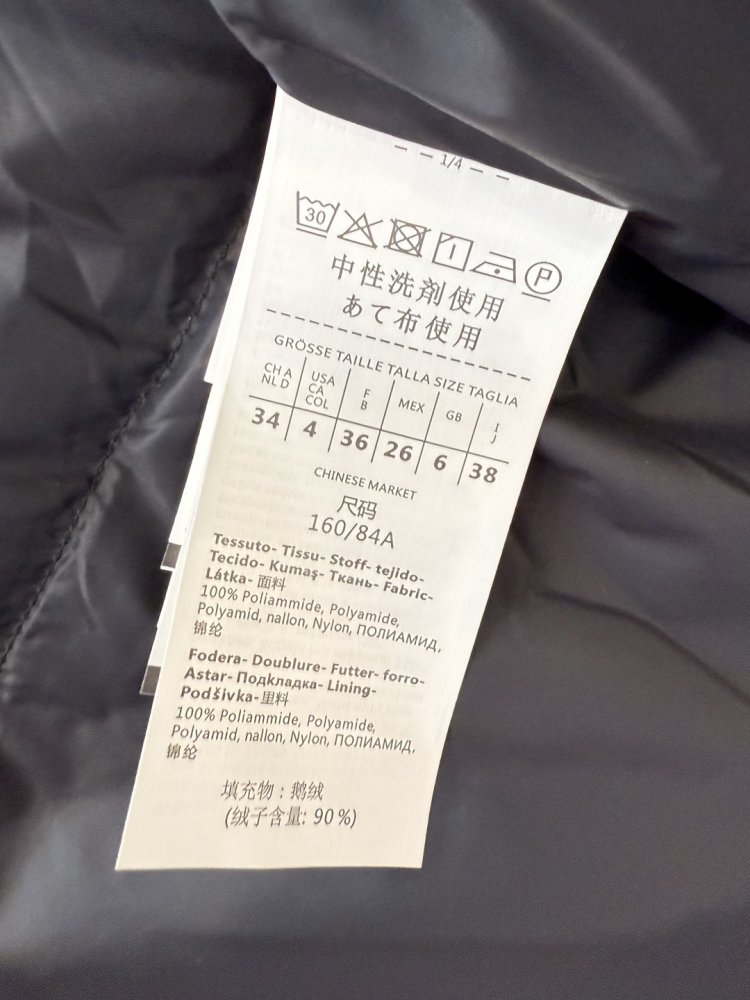 - - 1/4 - -
30
P
中性洗剤使用
あて布使用
GRÖSSE TAILLE TALLA SIZE TAGLIA
CH A NL D USA CA COL F B MEX GB I J
34 4 36 26 6 38
CHINESE MARKET
尺码
160/84A
Tessuto- Tissu- Stoff- tejido-
Tecido- Kumaş- Ткань- Fabric-
Látka- 面料
100% Poliammide, Polyamide,
Polyamid, nallon, Nylon, ПОЛИАМИД,
锦纶
Fodera- Doublure- Futter- forro-
Astar- Подкладка- Lining-
Podšivka- 里料
100% Poliammide, Polyamide,
Polyamid, nallon, Nylon, ПОЛИАМИД,
锦纶
填充物：鹅绒
(绒子含量: 90%)